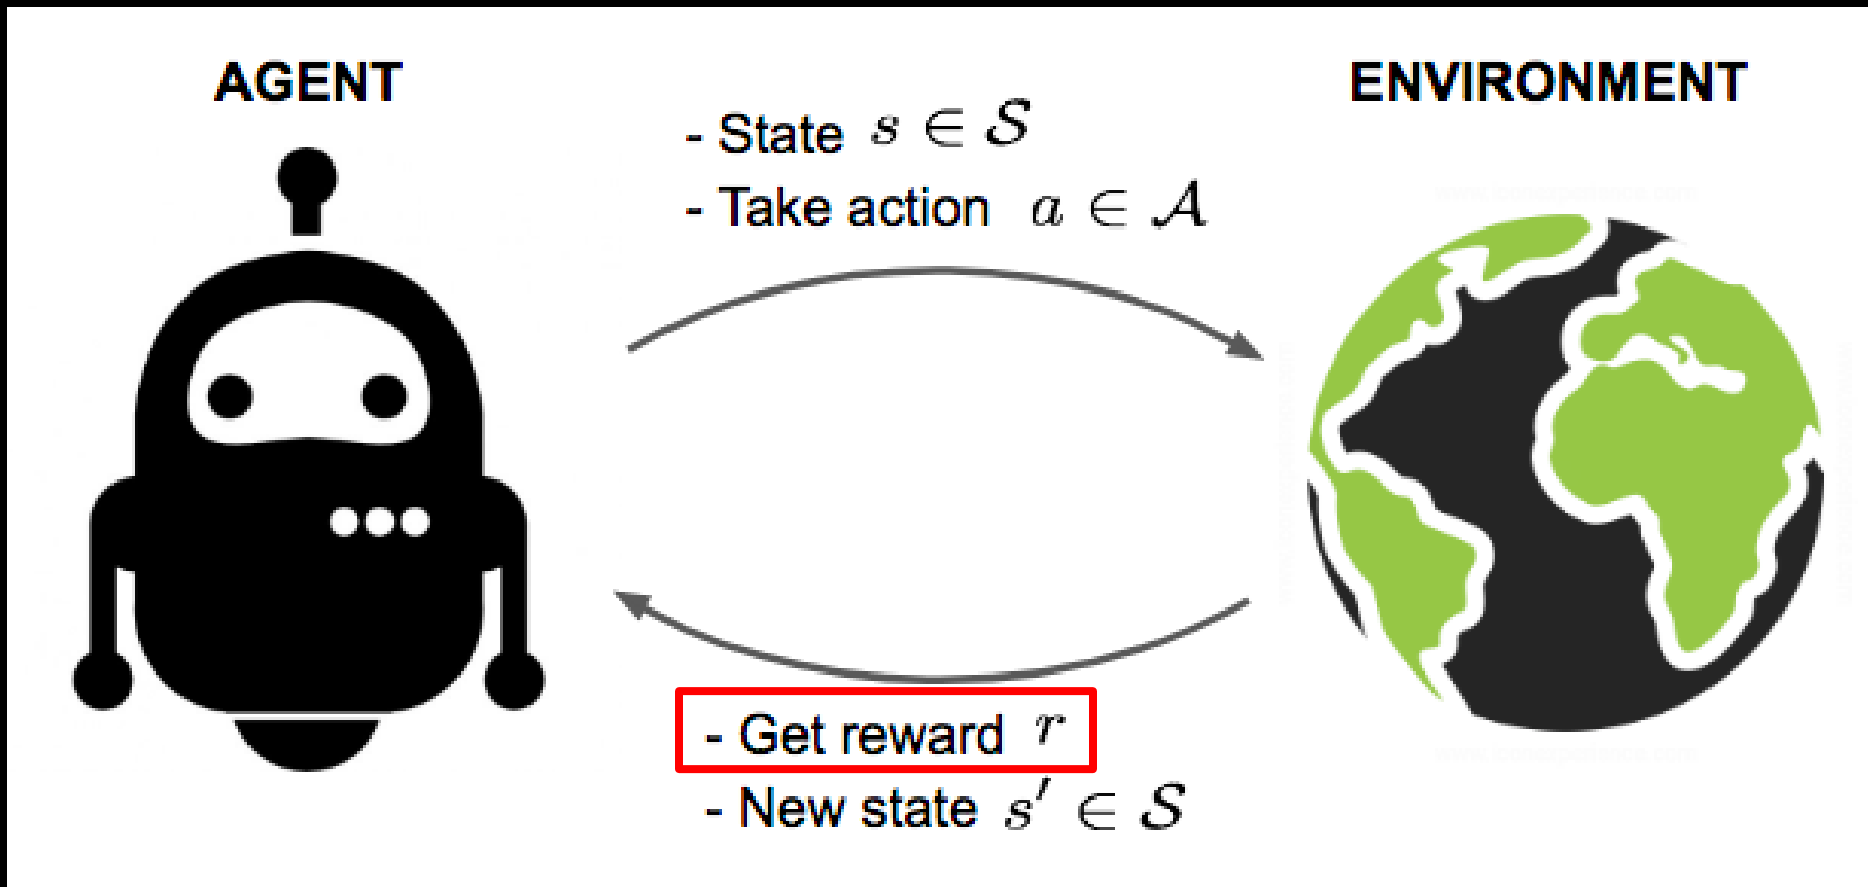 AGENT
ENVIRONMENT
- State s ∈ 𝒮
- Take action a ∈ 𝒜
- Get reward r
- New state s′ ∈ 𝒮